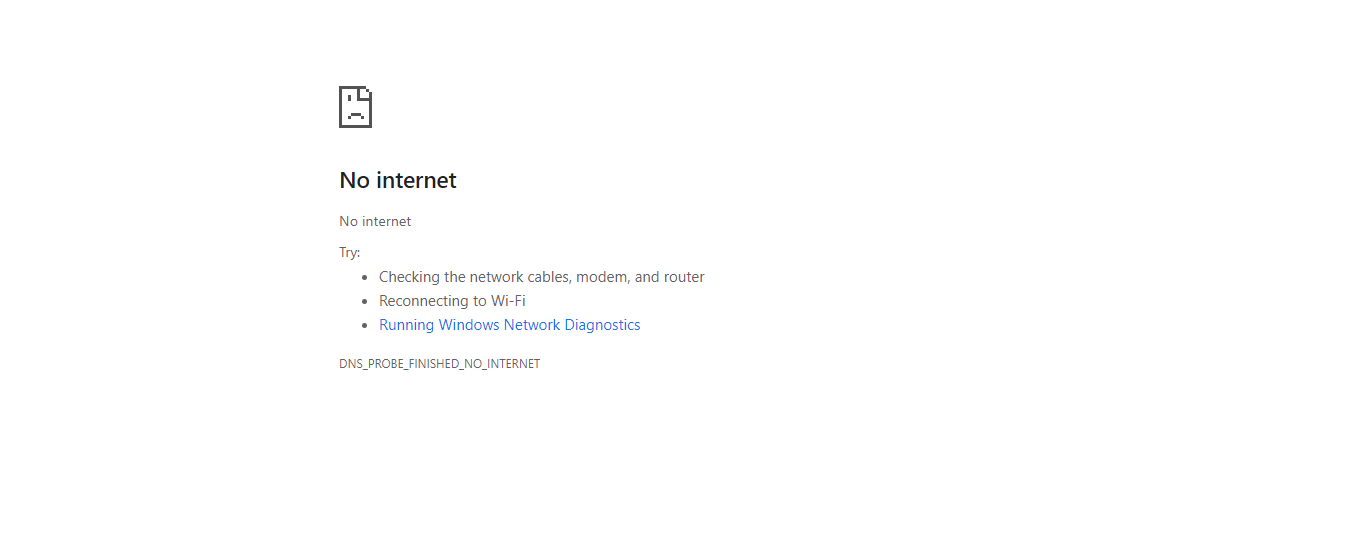 No internet
No internet
Try:
Checking the network cables, modem, and router
Reconnecting to Wi-Fi
Running Windows Network Diagnostics
DNS_PROBE_FINISHED_NO_INTERNET